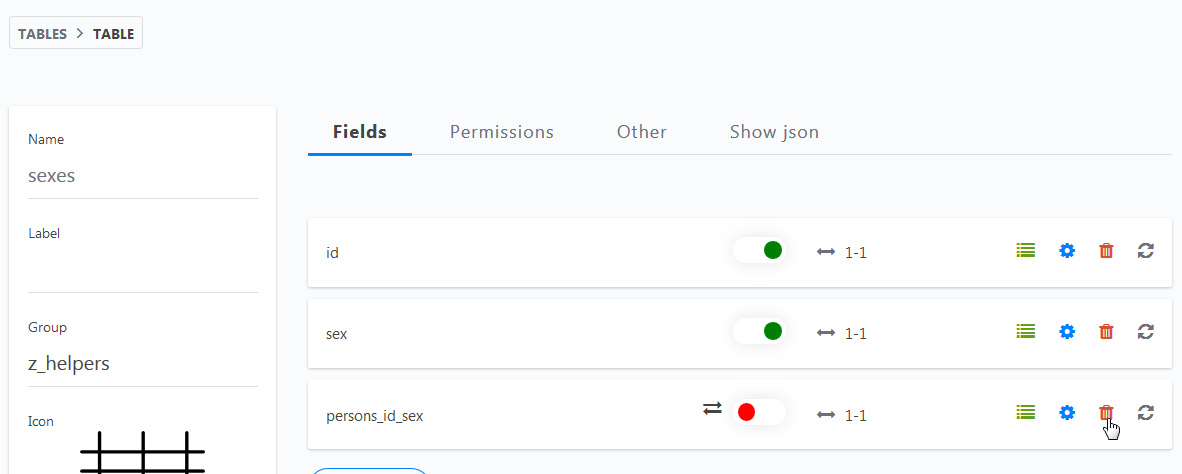 TABLES > TABLE
Name
sexes
Label
Group
z_helpers
Icon
Fields Permissions Other Show json
id 1-1
sex 1-1
persons_id_sex 1-1